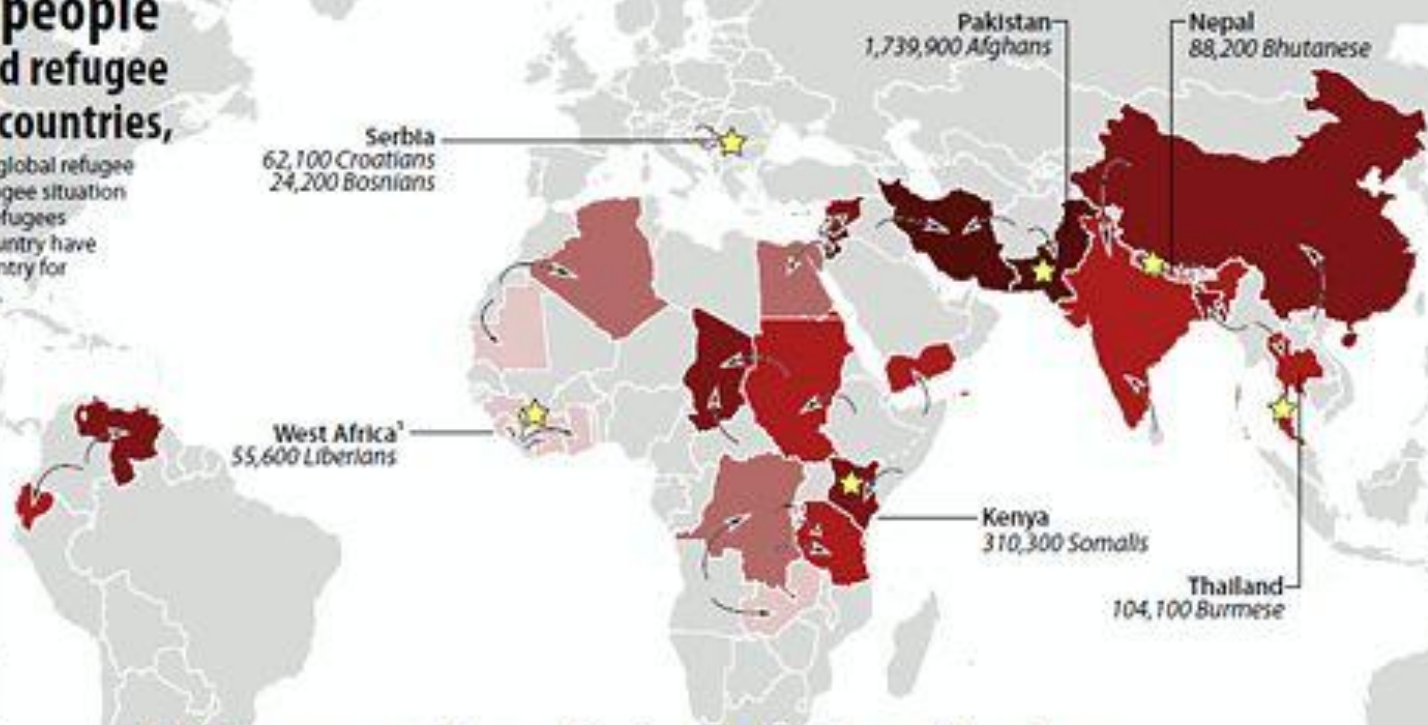 people
d refugee
countries,
global refugee
gee situation
fugees
untry have
ntry for
Pakistan
1,739,900 Afghans
Nepal
88,200 Bhutanese
Serbia
62,100 Croatians
24,200 Bosnians
West Africa¹
55,600 Liberians
Kenya
310,300 Somalis
Thailand
104,100 Burmese